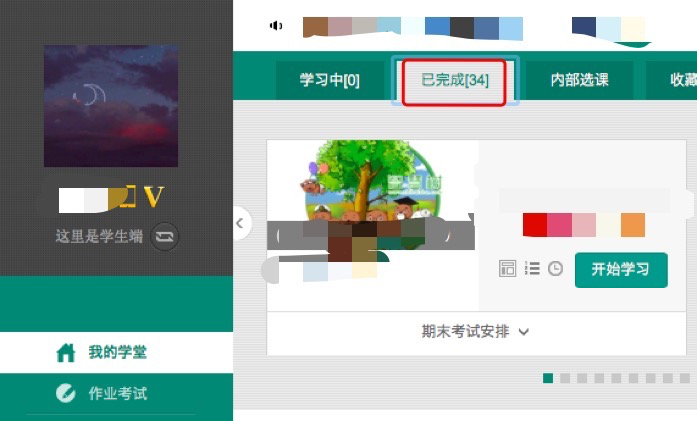 学习中[0]
已完成[34]
内部选课
收藏
V
这里是学生端
开始学习
期末考试安排
我的学堂
作业考试